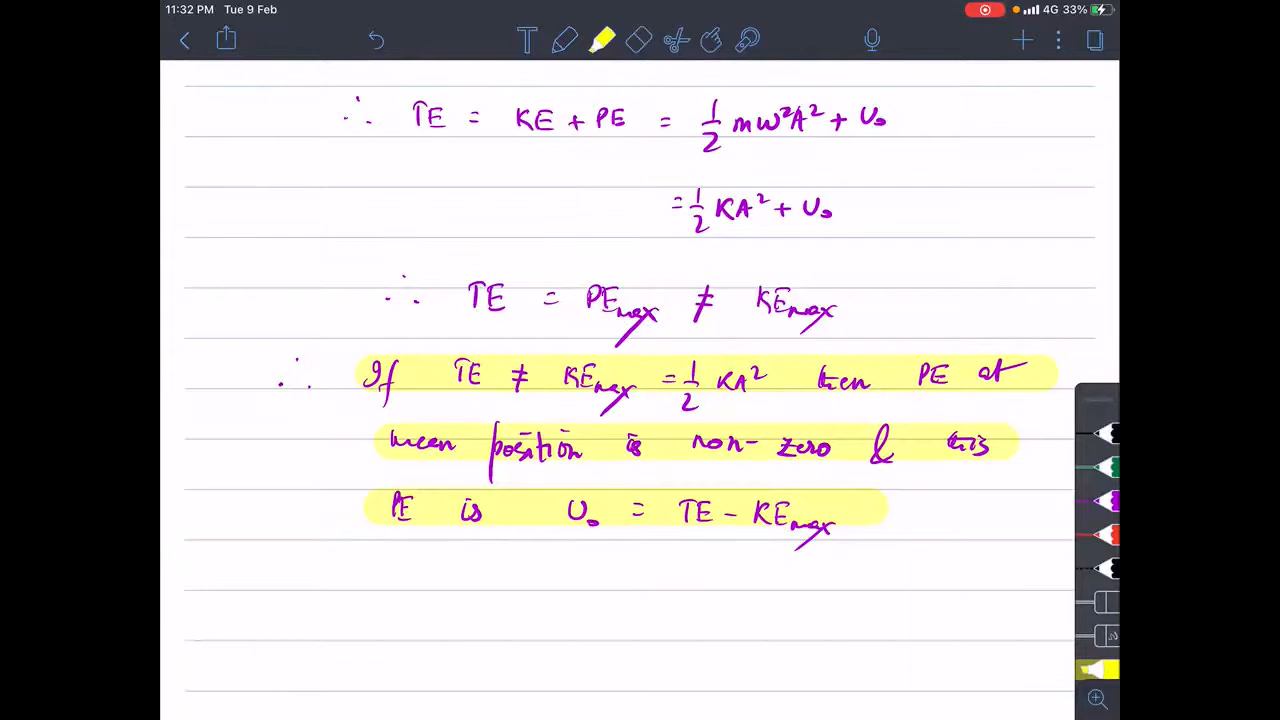 11:32 PM Tue 9 Feb 4G 33%
∴ TE = KE + PE = 1/2 mω²A² + U₀
= 1/2 KA² + U₀
∴ TE = PEmax ≠ KEmax
∴ If TE ≠ KEmax = 1/2 KA² then PE at
mean position is non-zero & this
PE is U₀ = TE - KEmax